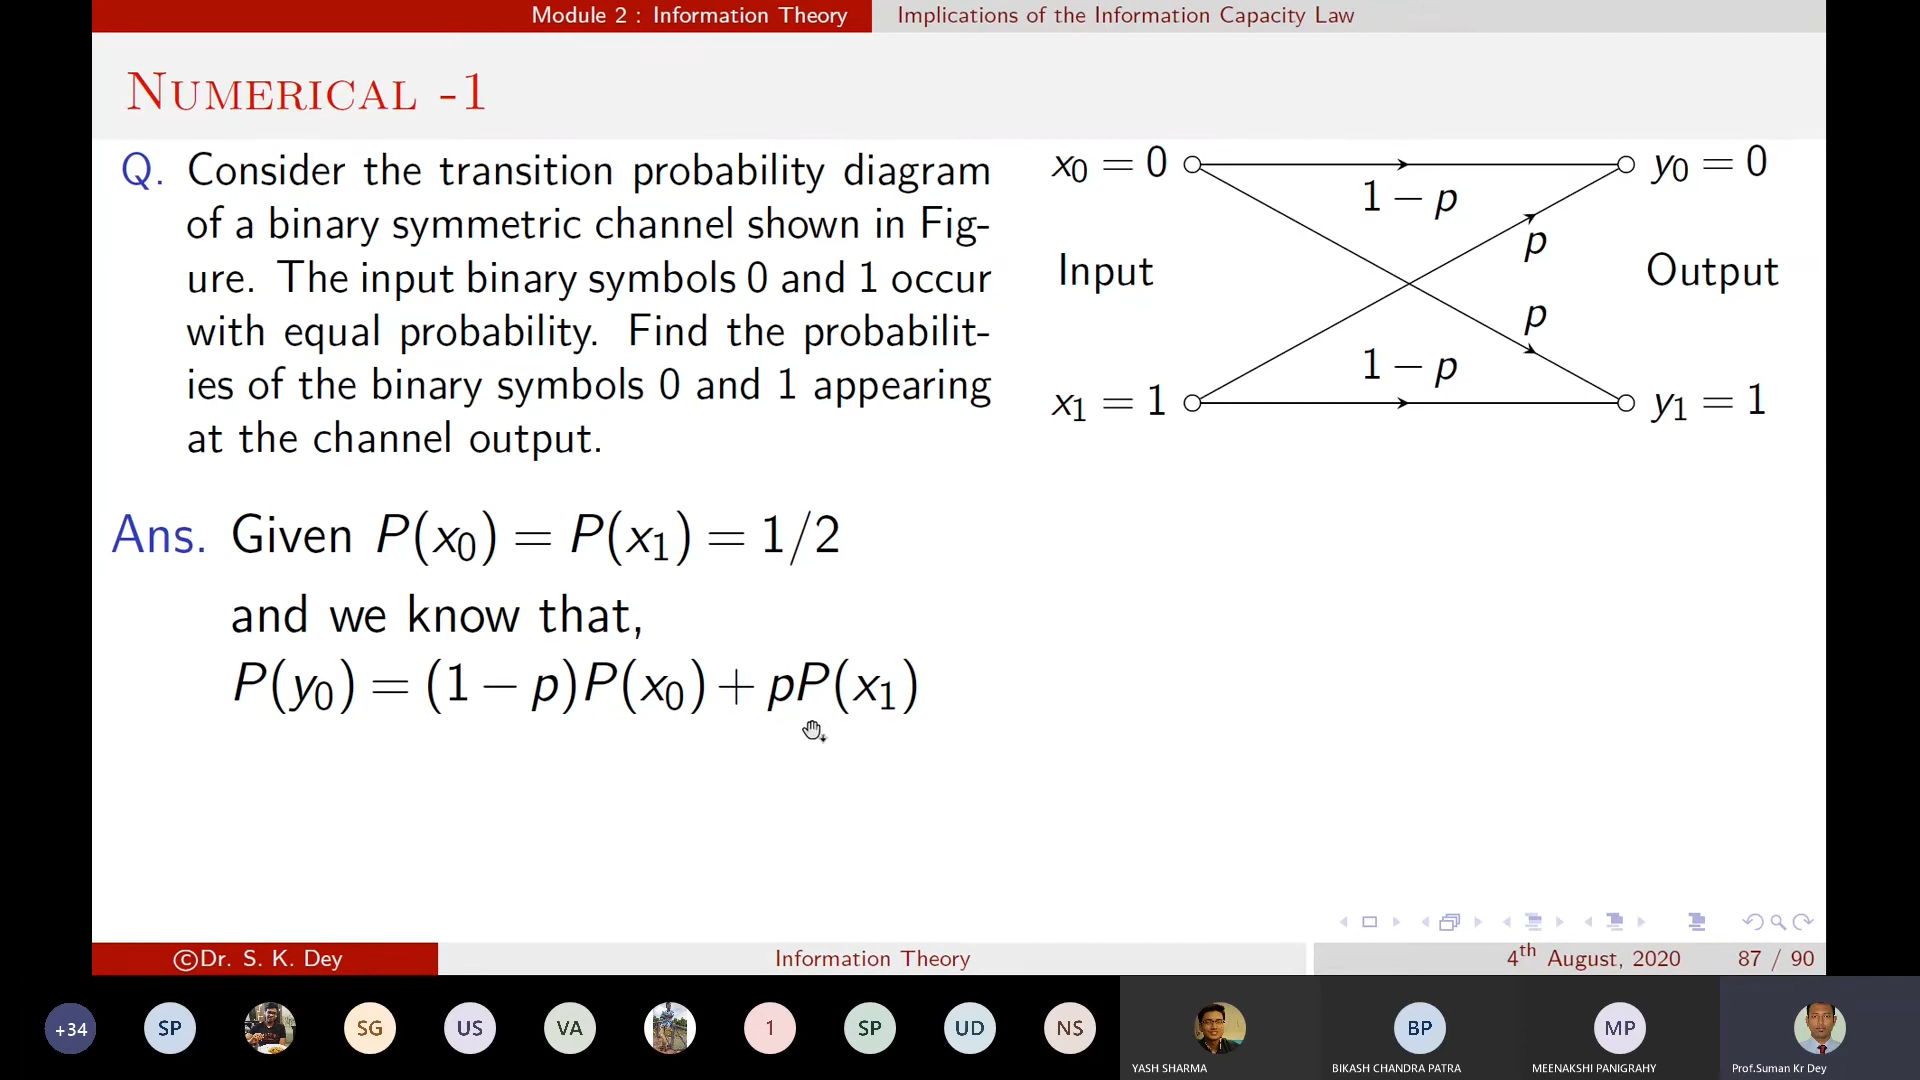 Module 2 : Information Theory
Implications of the Information Capacity Law
NUMERICAL -1
Q. Consider the transition probability diagram
of a binary symmetric channel shown in Fig-
ure. The input binary symbols 0 and 1 occur
with equal probability. Find the probabilit-
ies of the binary symbols 0 and 1 appearing
at the channel output.
x₀ = 0
y₀ = 0
1 − p
p
Input
Output
p
1 − p
x₁ = 1
y₁ = 1
Ans. Given P(x₀) = P(x₁) = 1/2
and we know that,
P(y₀) = (1 − p)P(x₀) + pP(x₁)
©Dr. S. K. Dey
Information Theory
4th August, 2020
87 / 90
+34
SP
SG
US
VA
1
SP
UD
NS
BP
MP
YASH SHARMA
BIKASH CHANDRA PATRA
MEENAKSHI PANIGRAHY
Prof.Suman Kr Dey